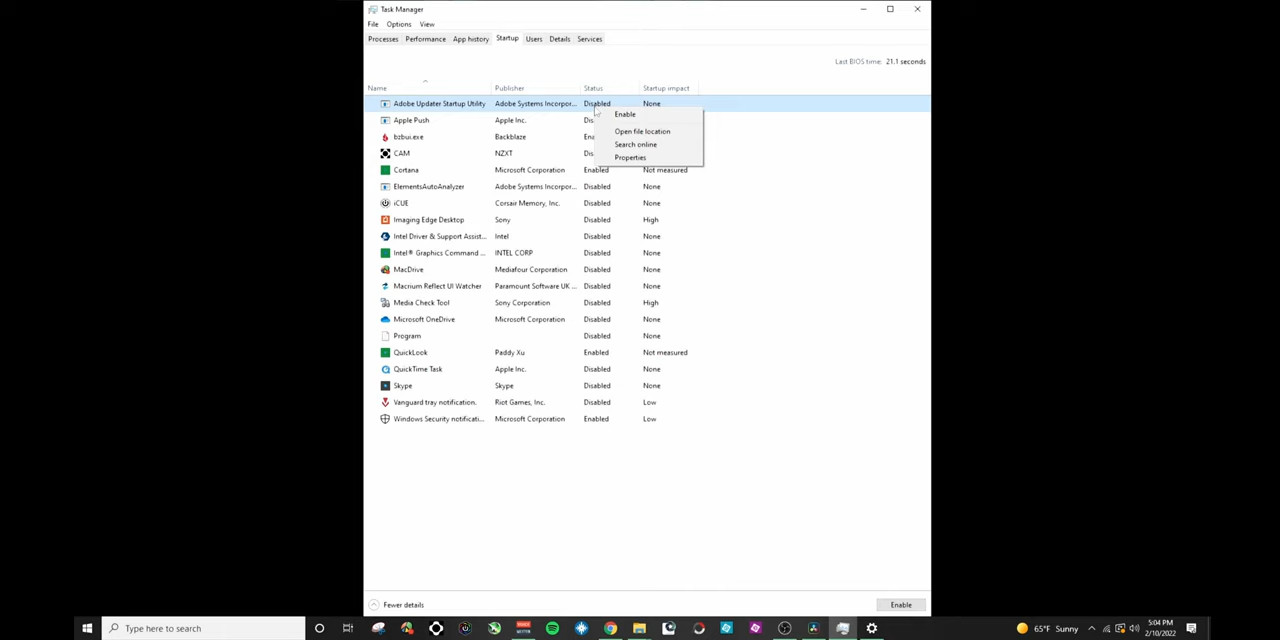 Task Manager
File Options View
Processes Performance App history Startup Users Details Services
Last BIOS time: 21.1 seconds
Name Publisher Status Startup impact
Adobe Updater Startup Utility Adobe Systems Incorpor... Disabled None
Enable
Apple Push Apple Inc.
Open file location
bzbui.exe Backblaze
Search online
CAM NZXT
Properties
Cortana Microsoft Corporation Enabled Not measured
ElementsAutoAnalyzer Adobe Systems Incorpor... Disabled None
iCUE Corsair Memory, Inc. Disabled None
Imaging Edge Desktop Sony Disabled High
Intel Driver & Support Assist... Intel Disabled None
Intel® Graphics Command ... INTEL CORP Disabled None
MacDrive Mediafour Corporation Disabled None
Macrium Reflect UI Watcher Paramount Software UK ... Disabled None
Media Check Tool Sony Corporation Disabled High
Microsoft OneDrive Microsoft Corporation Disabled None
Program Disabled None
QuickLook Paddy Xu Enabled Not measured
QuickTime Task Apple Inc. Disabled None
Skype Skype Disabled None
Vanguard tray notification. Riot Games, Inc. Disabled Low
Windows Security notificati... Microsoft Corporation Enabled Low
Fewer details Enable
Type here to search
65°F Sunny
5:04 PM
2/10/2022